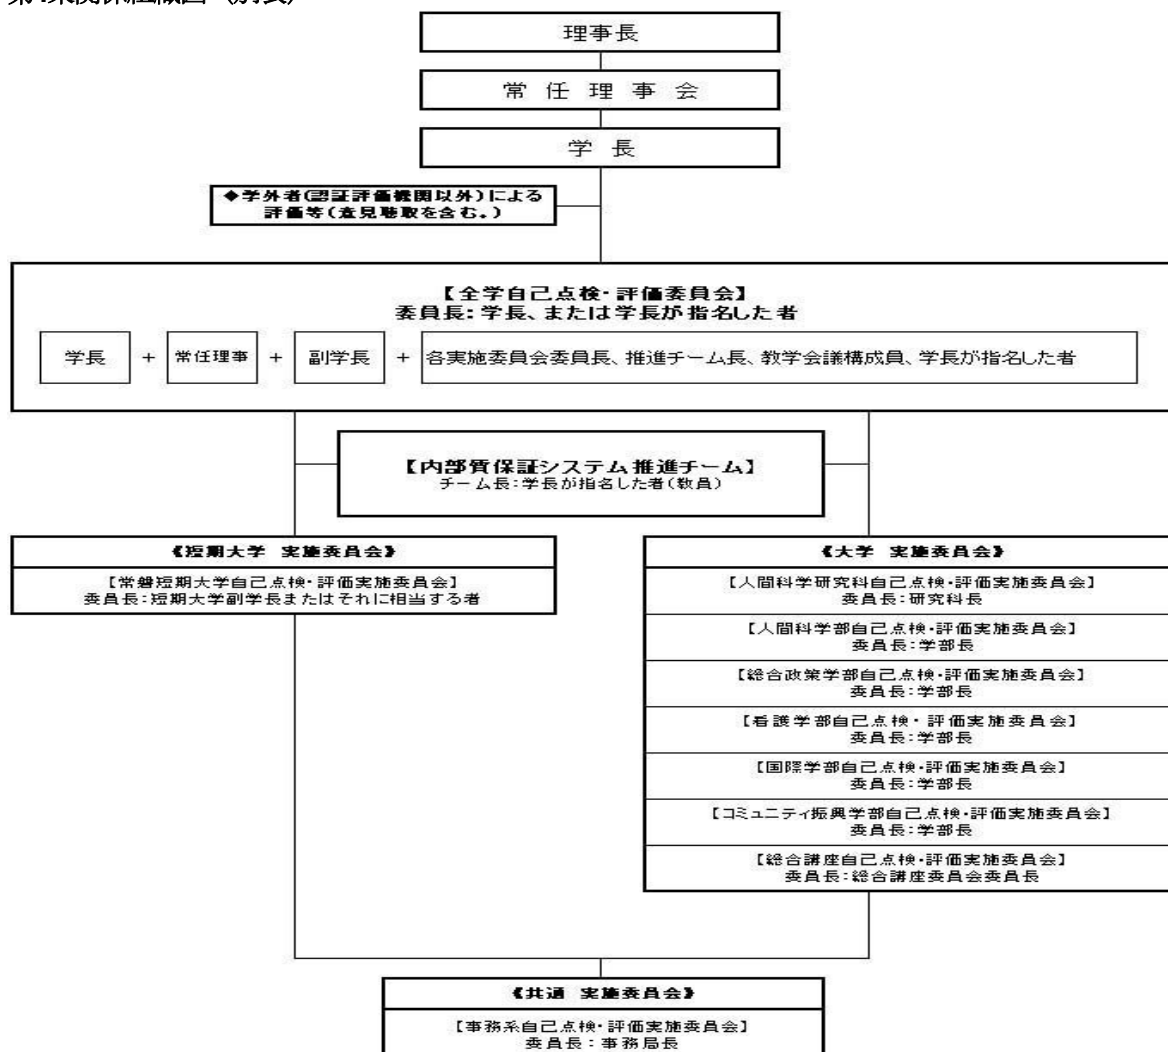 理事長
常任理事会
学長
◆学外者(認証評価機関以外)による
評価等(意見聴取を含む。)
【全学自己点検・評価委員会】
委員長:学長、または学長が指名した者
学長 + 常任理事 + 副学長 + 各実施委員会委員長、推進チーム長、教学会議構成員、学長が指名した者
【内部質保証システム推進チーム】
チーム長:学長が指名した者(教員)
《短期大学 実施委員会》
【常磐短期大学自己点検・評価実施委員会】
委員長:短期大学副学長またはそれに相当する者
《大学 実施委員会》
【人間科学研究科自己点検・評価実施委員会】
委員長:研究科長
【人間科学部自己点検・評価実施委員会】
委員長:学部長
【総合政策学部自己点検・評価実施委員会】
委員長:学部長
【看護学部自己点検・評価実施委員会】
委員長:学部長
【国際学部自己点検・評価実施委員会】
委員長:学部長
【コミュニティ振興学部自己点検・評価実施委員会】
委員長:学部長
【総合講座自己点検・評価実施委員会】
委員長:総合講座委員会委員長
《共通 実施委員会》
【事務系自己点検・評価実施委員会】
委員長:事務局長